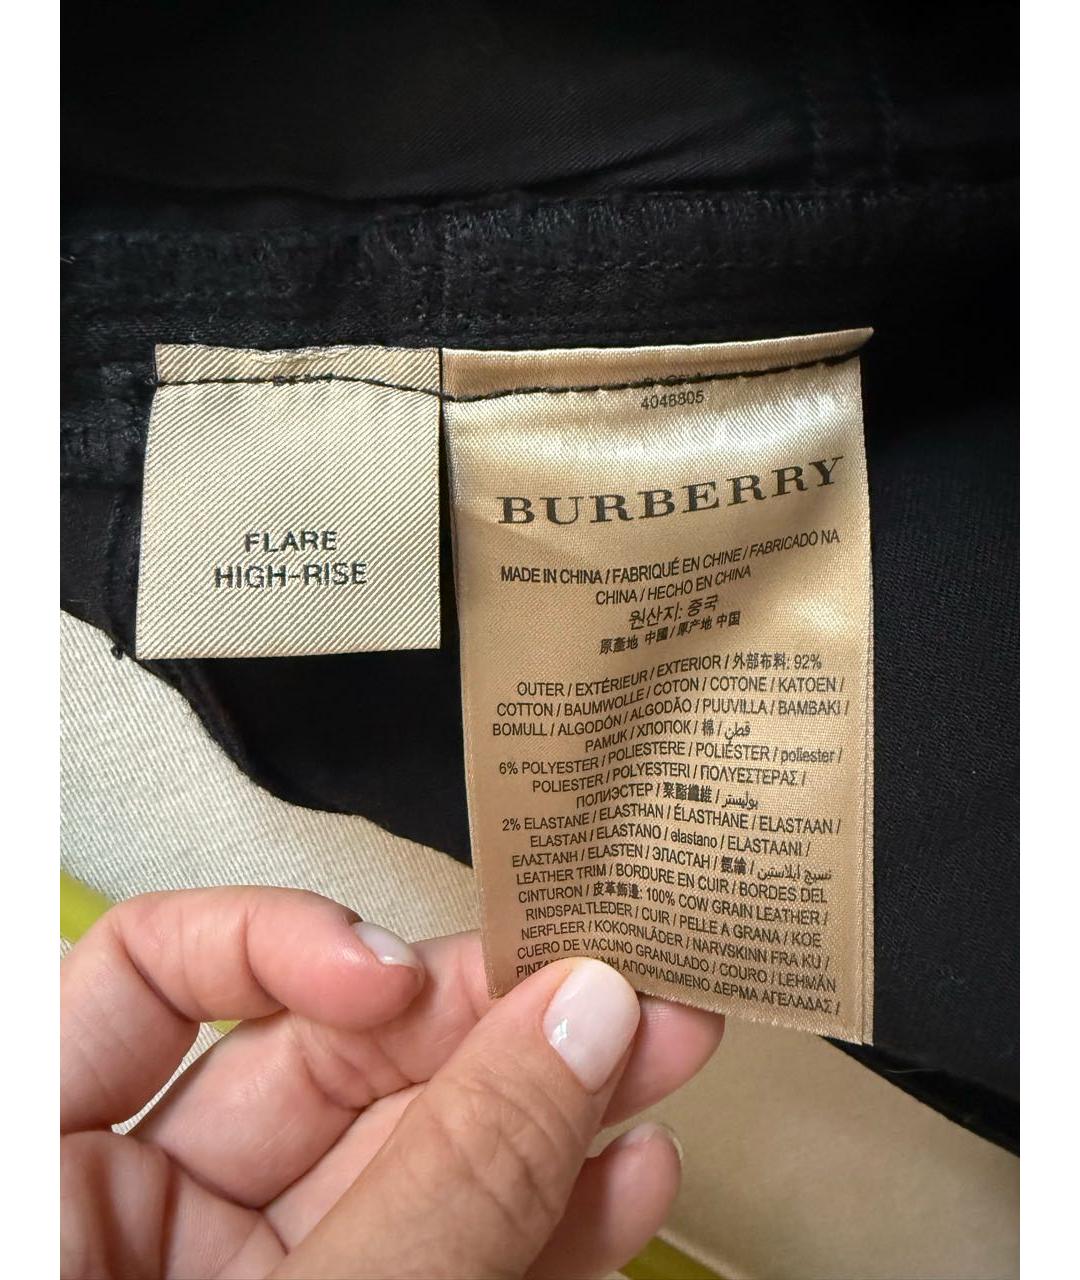 FLARE
HIGH-RISE
4046805
BURBERRY
MADE IN CHINA / FABRIQUÉ EN CHINE / FABRICADO NA
CHINA / HECHO EN CHINA
원산지: 중국
原產地 中國 / 原产地 中国
OUTER / EXTÉRIEUR / EXTERIOR / 外部布料: 92%
COTTON / BAUMWOLLE / COTON / COTONE / KATOEN /
BOMULL / ALGODÓN / ALGODÃO / PUUVILLA / BAMBAKI /
PAMUK / ХЛОПОК / 棉 / قطن /
6% POLYESTER / POLIESTERE / POLIÉSTER / poliester /
POLIESTER / POLYESTERI / ΠΟΛΥΕΣΤΕΡΑΣ /
ПОЛИЭСТЕР / 聚酯纖維 / بوليستر /
2% ELASTANE / ELASTHAN / ÉLASTHANE / ELASTAAN /
ELASTAN / ELASTANO / elastano / ELASTAANI /
ΕΛΑΣΤΑΝΗ / ELASTEN / ЭЛАСТАН / 氨綸 / نسيج إيلاستين /
LEATHER TRIM / BORDURE EN CUIR / BORDES DEL
CINTURON / 皮革飾邊: 100% COW GRAIN LEATHER /
RINDSPALTLEDER / CUIR / PELLE A GRANA / KOE
NERFLEER / KOKORNLÄDER / NARVSKINN FRA KU /
CUERO DE VACUNO GRANULADO / COURO / LEHMÄN
ΑΠΟΨΙΛΩΜΕΝΟ ΔΕΡΜΑ ΑΓΕΛΑΔΑΣ /